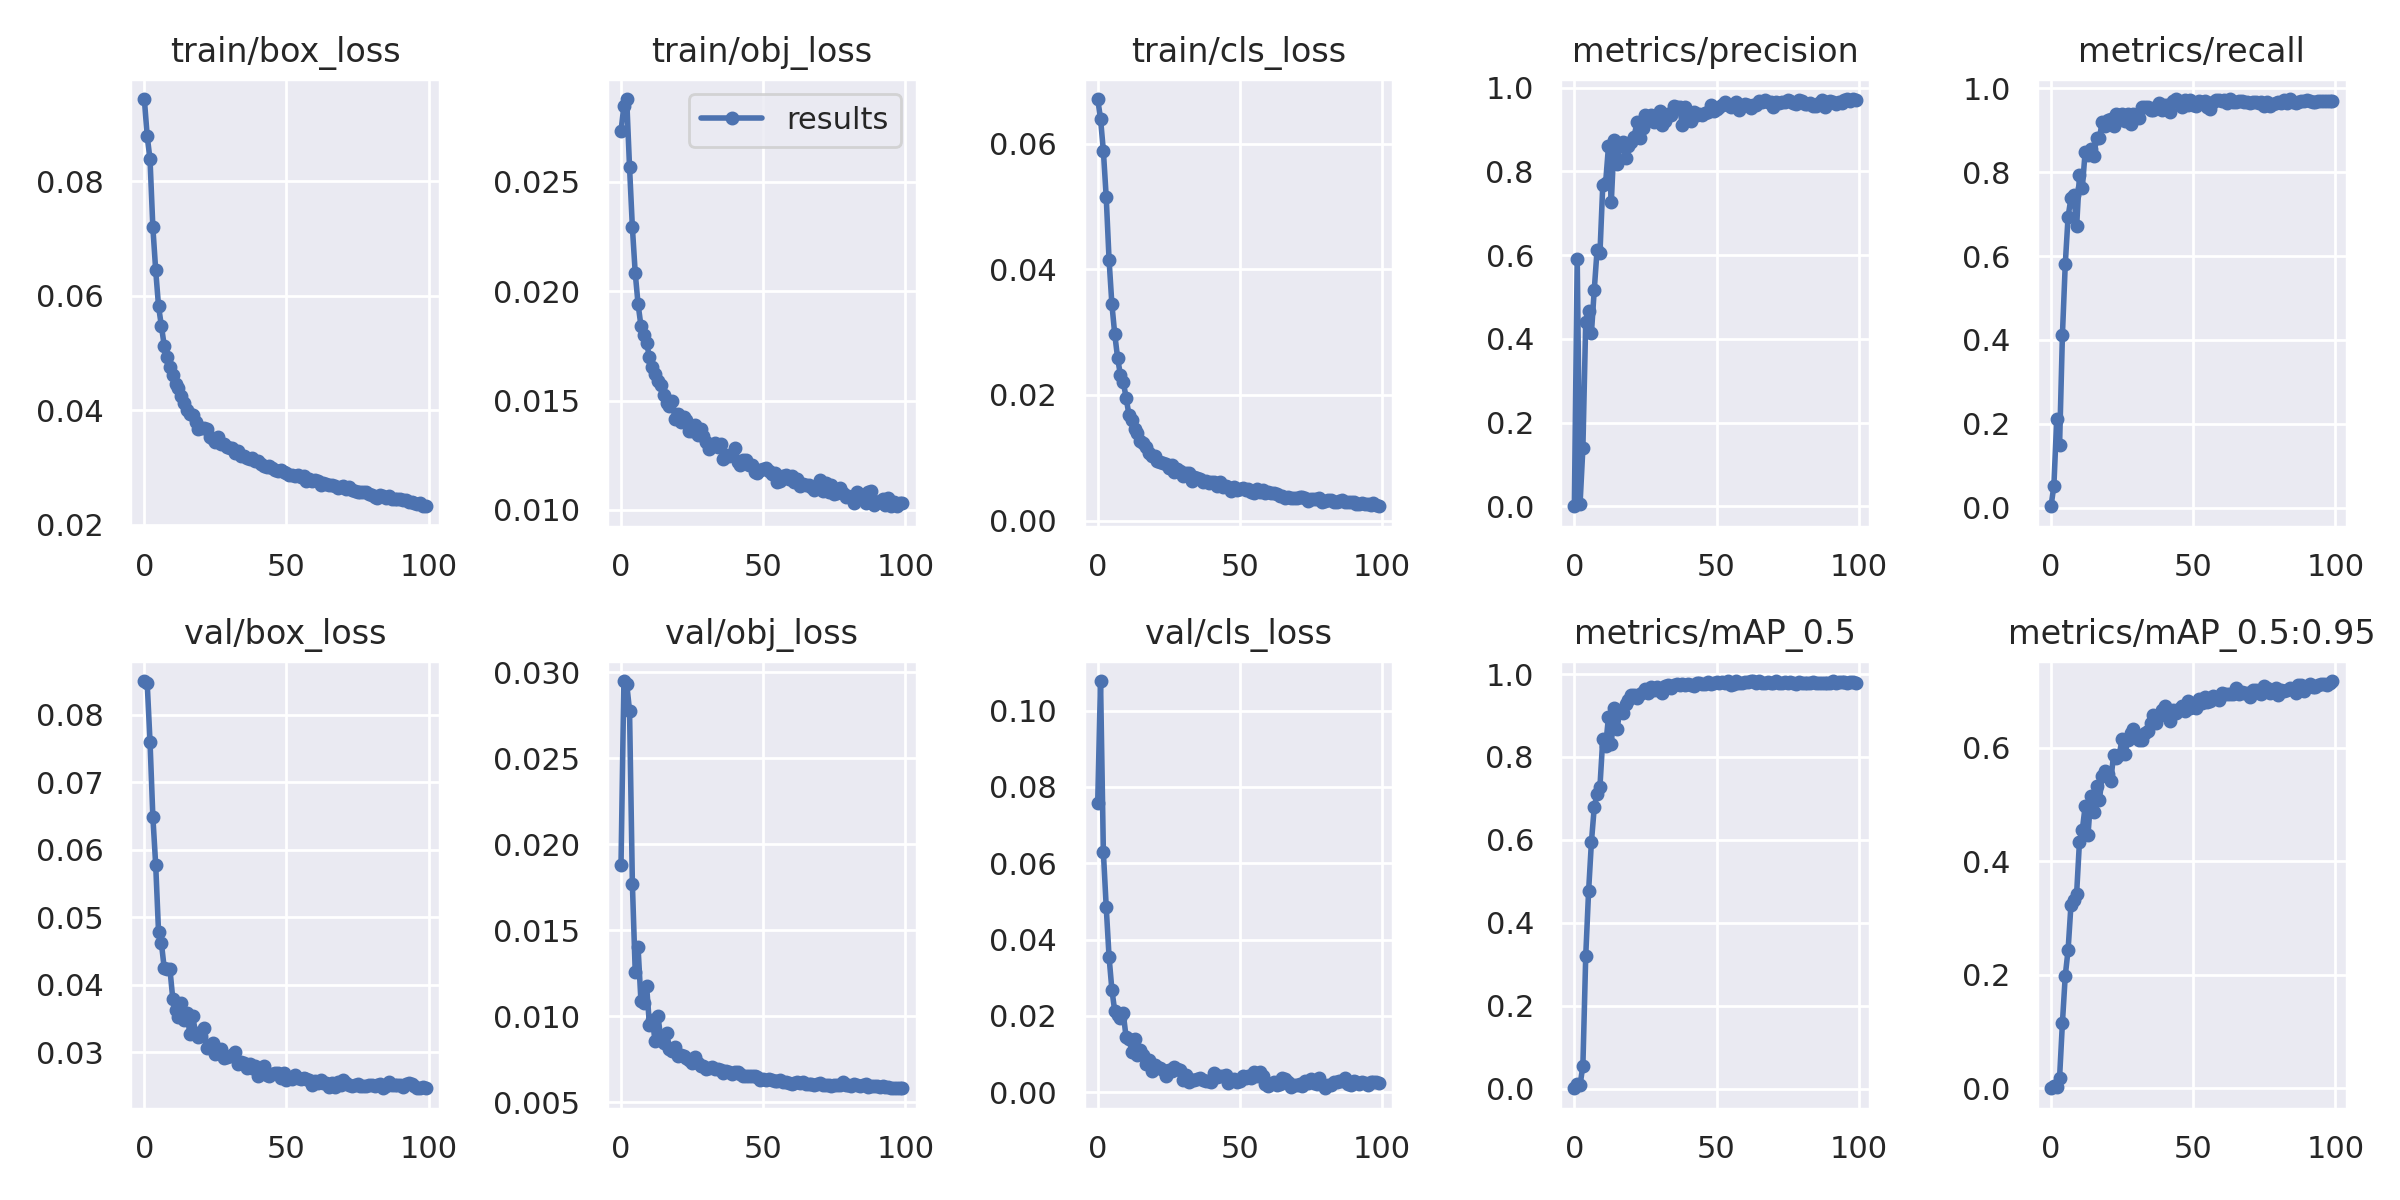 train/box_loss
0.08
0.06
0.04
0.02
0 50 100
train/obj_loss
results
0.025
0.020
0.015
0.010
0 50 100
train/cls_loss
0.06
0.04
0.02
0.00
0 50 100
metrics/precision
1.0
0.8
0.6
0.4
0.2
0.0
0 50 100
metrics/recall
1.0
0.8
0.6
0.4
0.2
0.0
0 50 100
val/box_loss
0.08
0.07
0.06
0.05
0.04
0.03
0 50 100
val/obj_loss
0.030
0.025
0.020
0.015
0.010
0.005
0 50 100
val/cls_loss
0.10
0.08
0.06
0.04
0.02
0.00
0 50 100
metrics/mAP_0.5
1.0
0.8
0.6
0.4
0.2
0.0
0 50 100
metrics/mAP_0.5:0.95
0.6
0.4
0.2
0.0
0 50 100